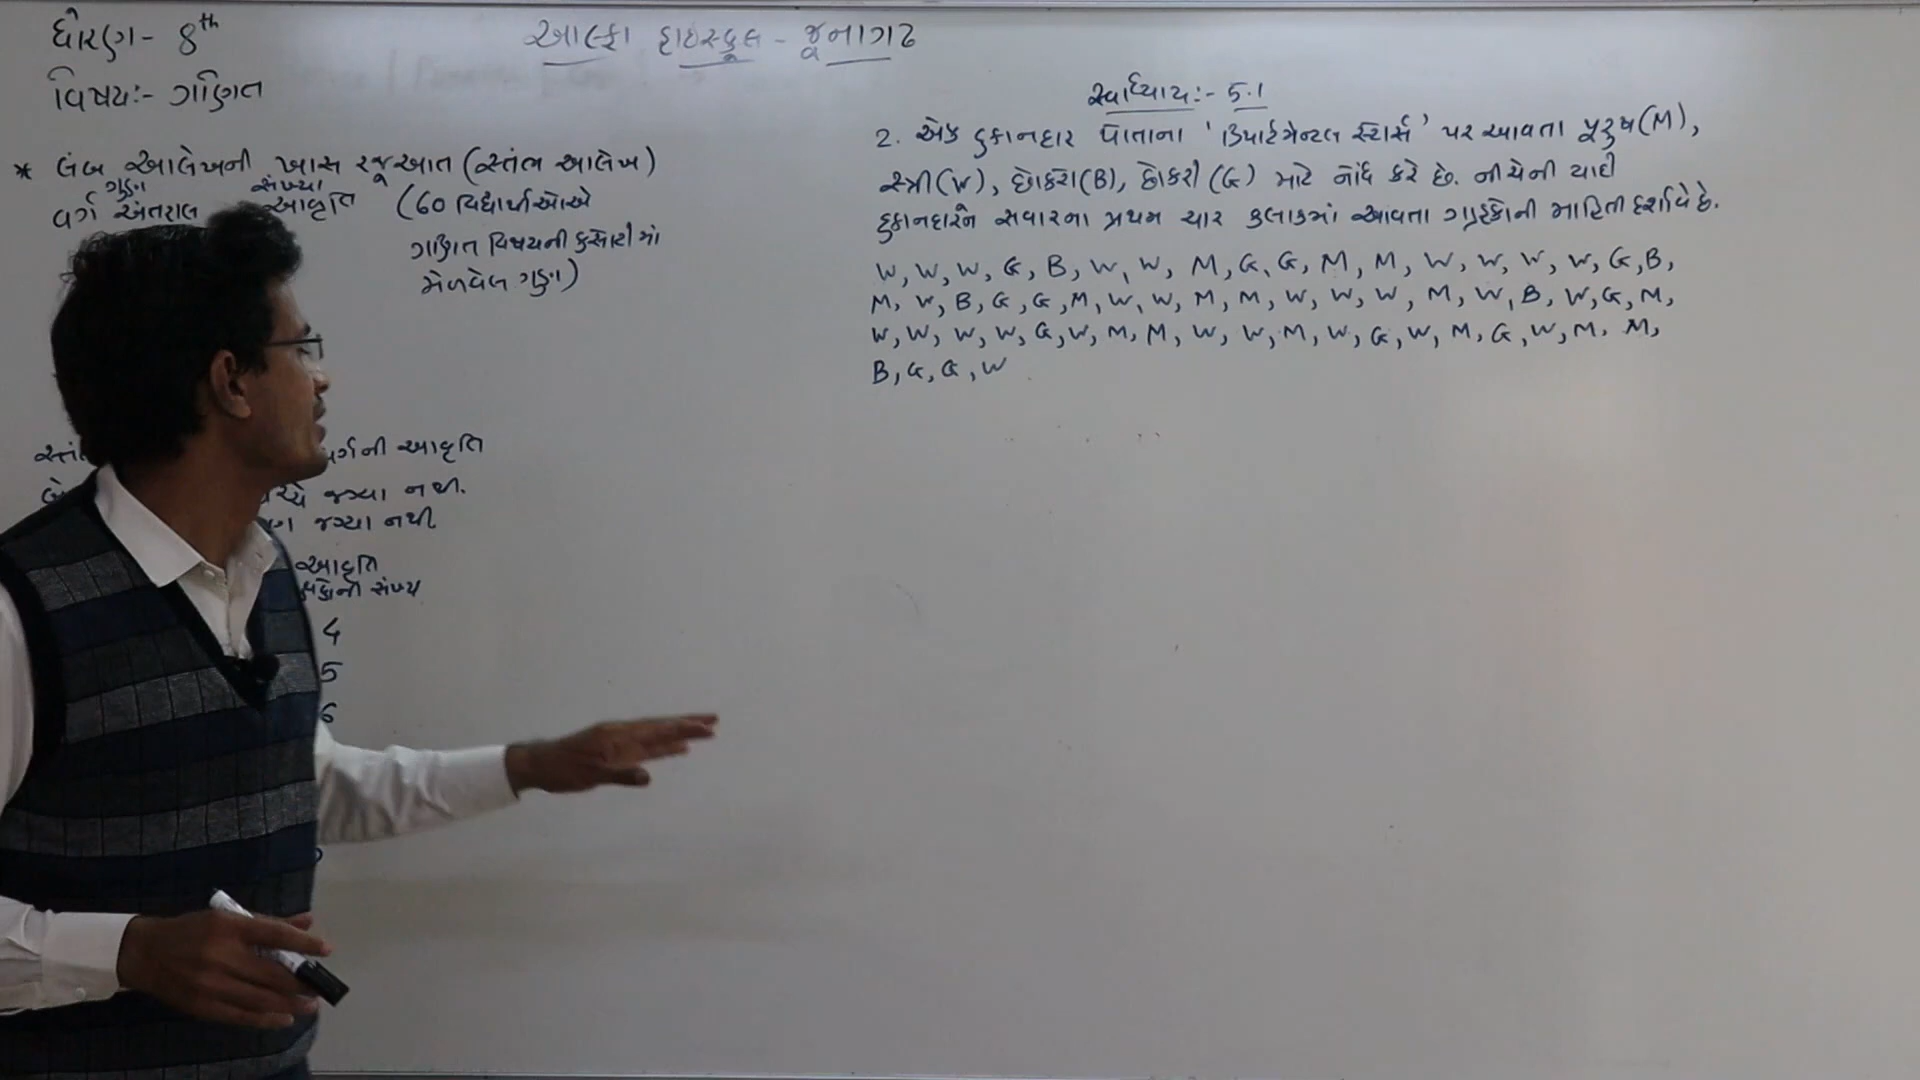 ધોરણ- 8th
વિષય:- ગણિત
આલ્ફા હાઇસ્કૂલ - જૂનાગઢ
* લંબ આલેખની ખાસ રજૂઆત (સ્તંભ આલેખ)
ગુણ સંખ્યા
વર્ગ અંતરાલ આવૃતિ (60 વિદ્યાર્થીઓએ
ગણિત વિષયની કસોટી માં
મેળવેલ ગુણ)
ર્ગની આવૃતિ
ચ્ચે જગ્યા નથી.
જગ્યા નથી
આવૃતિ
સંખ્ય
4
5
6
સ્વાધ્યાય:- 5.1
2. એક દુકાનદાર પોતાના 'ડિપાર્ટમેન્ટલ સ્ટોર્સ' પર આવતા પુરુષ(M),
સ્ત્રી(W), છોકરો(B), છોકરી(G) માટે નોંધ કરે છે. નીચેની યાદી
દુકાનદારને સવારના પ્રથમ ચાર કલાકમાં આવતા ગ્રાહકોની માહિતી દર્શાવે છે.
W, W, W, G, B, W, W, M, G, G, M, M, W, W, W, W, G, B,
M, W, B, G, G, M, W, W, M, M, W, W, W, M, W, B, W, G, M,
W, W, W, W, G, W, M, M, W, W, M, W, G, W, M, G, W, M, M,
B, G, G, W